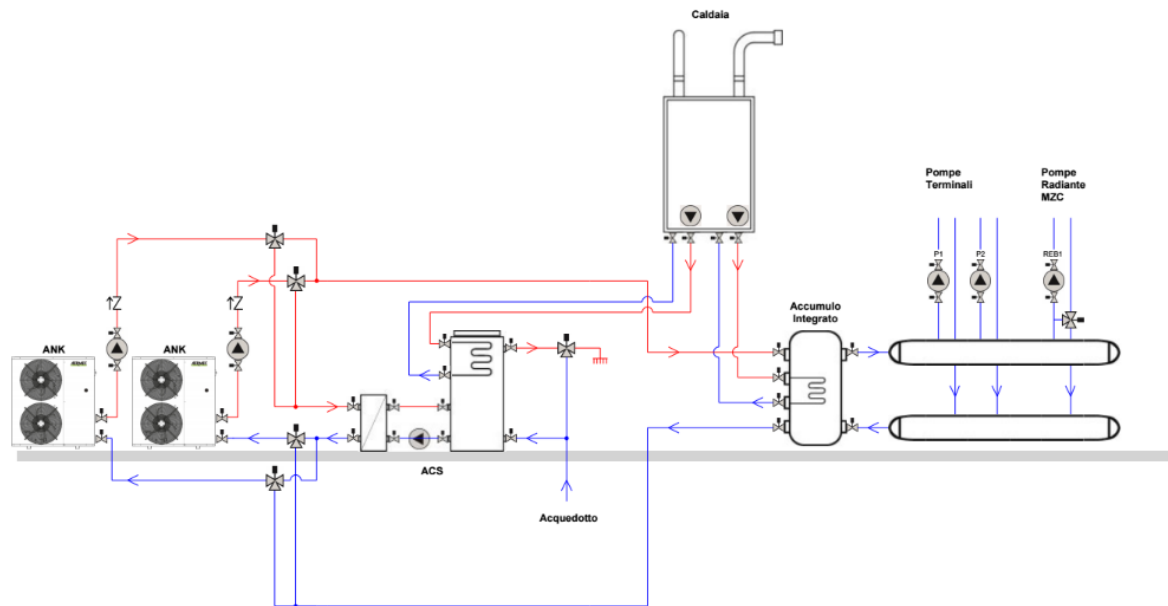 Caldaia
Pompe
Terminali
Pompe
Radiante
MZC
P1
P2
REB1
Accumulo
Integrato
ANK
ANK
ACS
Acquedotto